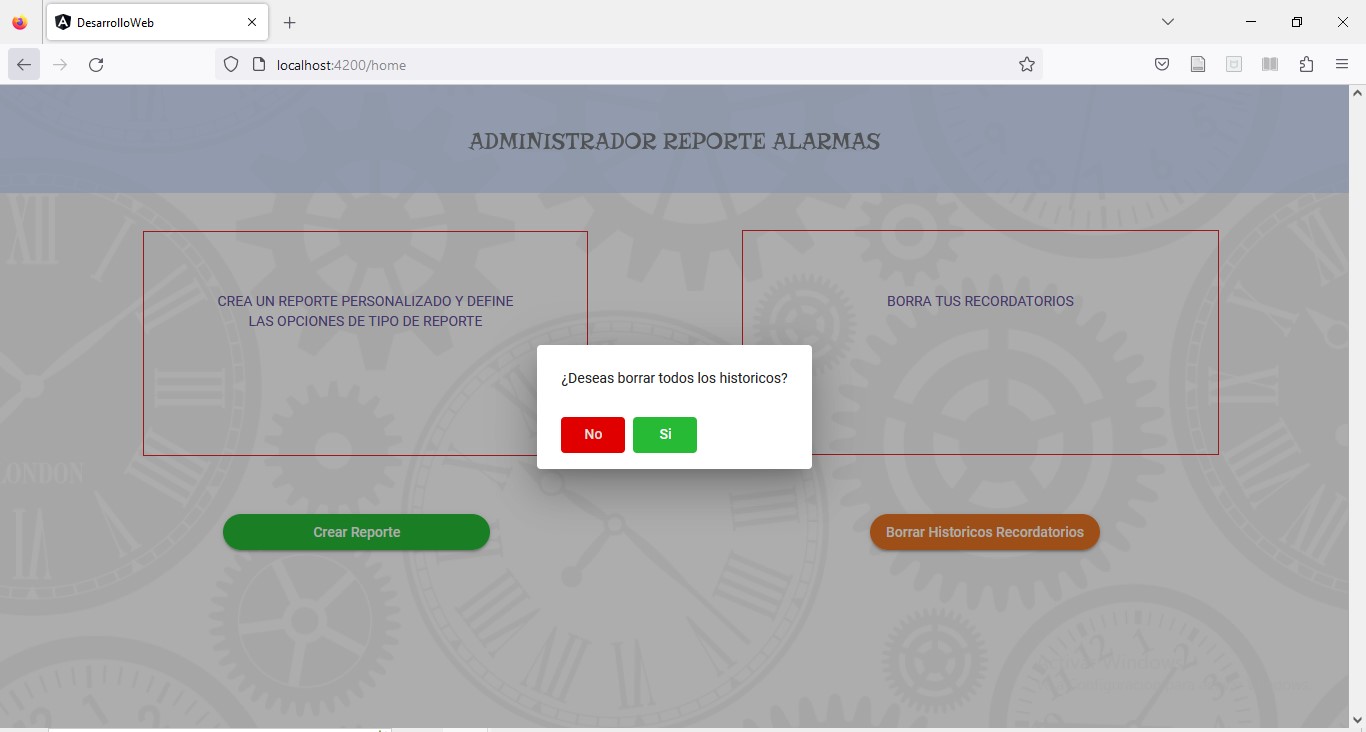 DesarrolloWeb
localhost:4200/home
ADMINISTRADOR REPORTE ALARMAS
CREA UN REPORTE PERSONALIZADO Y DEFINE
LAS OPCIONES DE TIPO DE REPORTE
BORRA TUS RECORDATORIOS
¿Deseas borrar todos los historicos?
No
Si
LONDON
Crear Reporte
Borrar Historicos Recordatorios